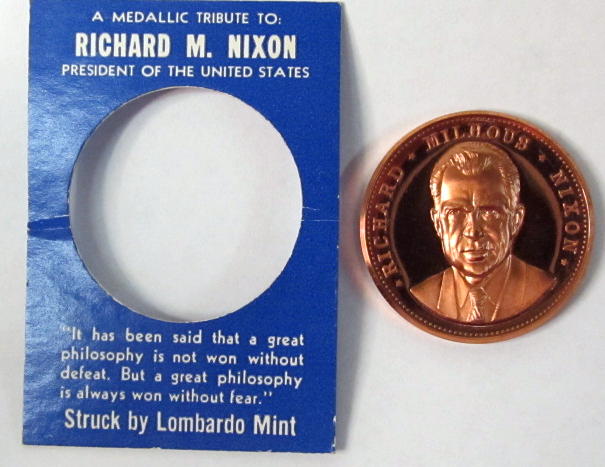 A MEDALLIC TRIBUTE TO:
RICHARD M. NIXON
PRESIDENT OF THE UNITED STATES
"It has been said that a great
philosophy is not won without
defeat. But a great philosophy
is always won without fear."
Struck by Lombardo Mint
RICHARD • MILHOUS • NIXON